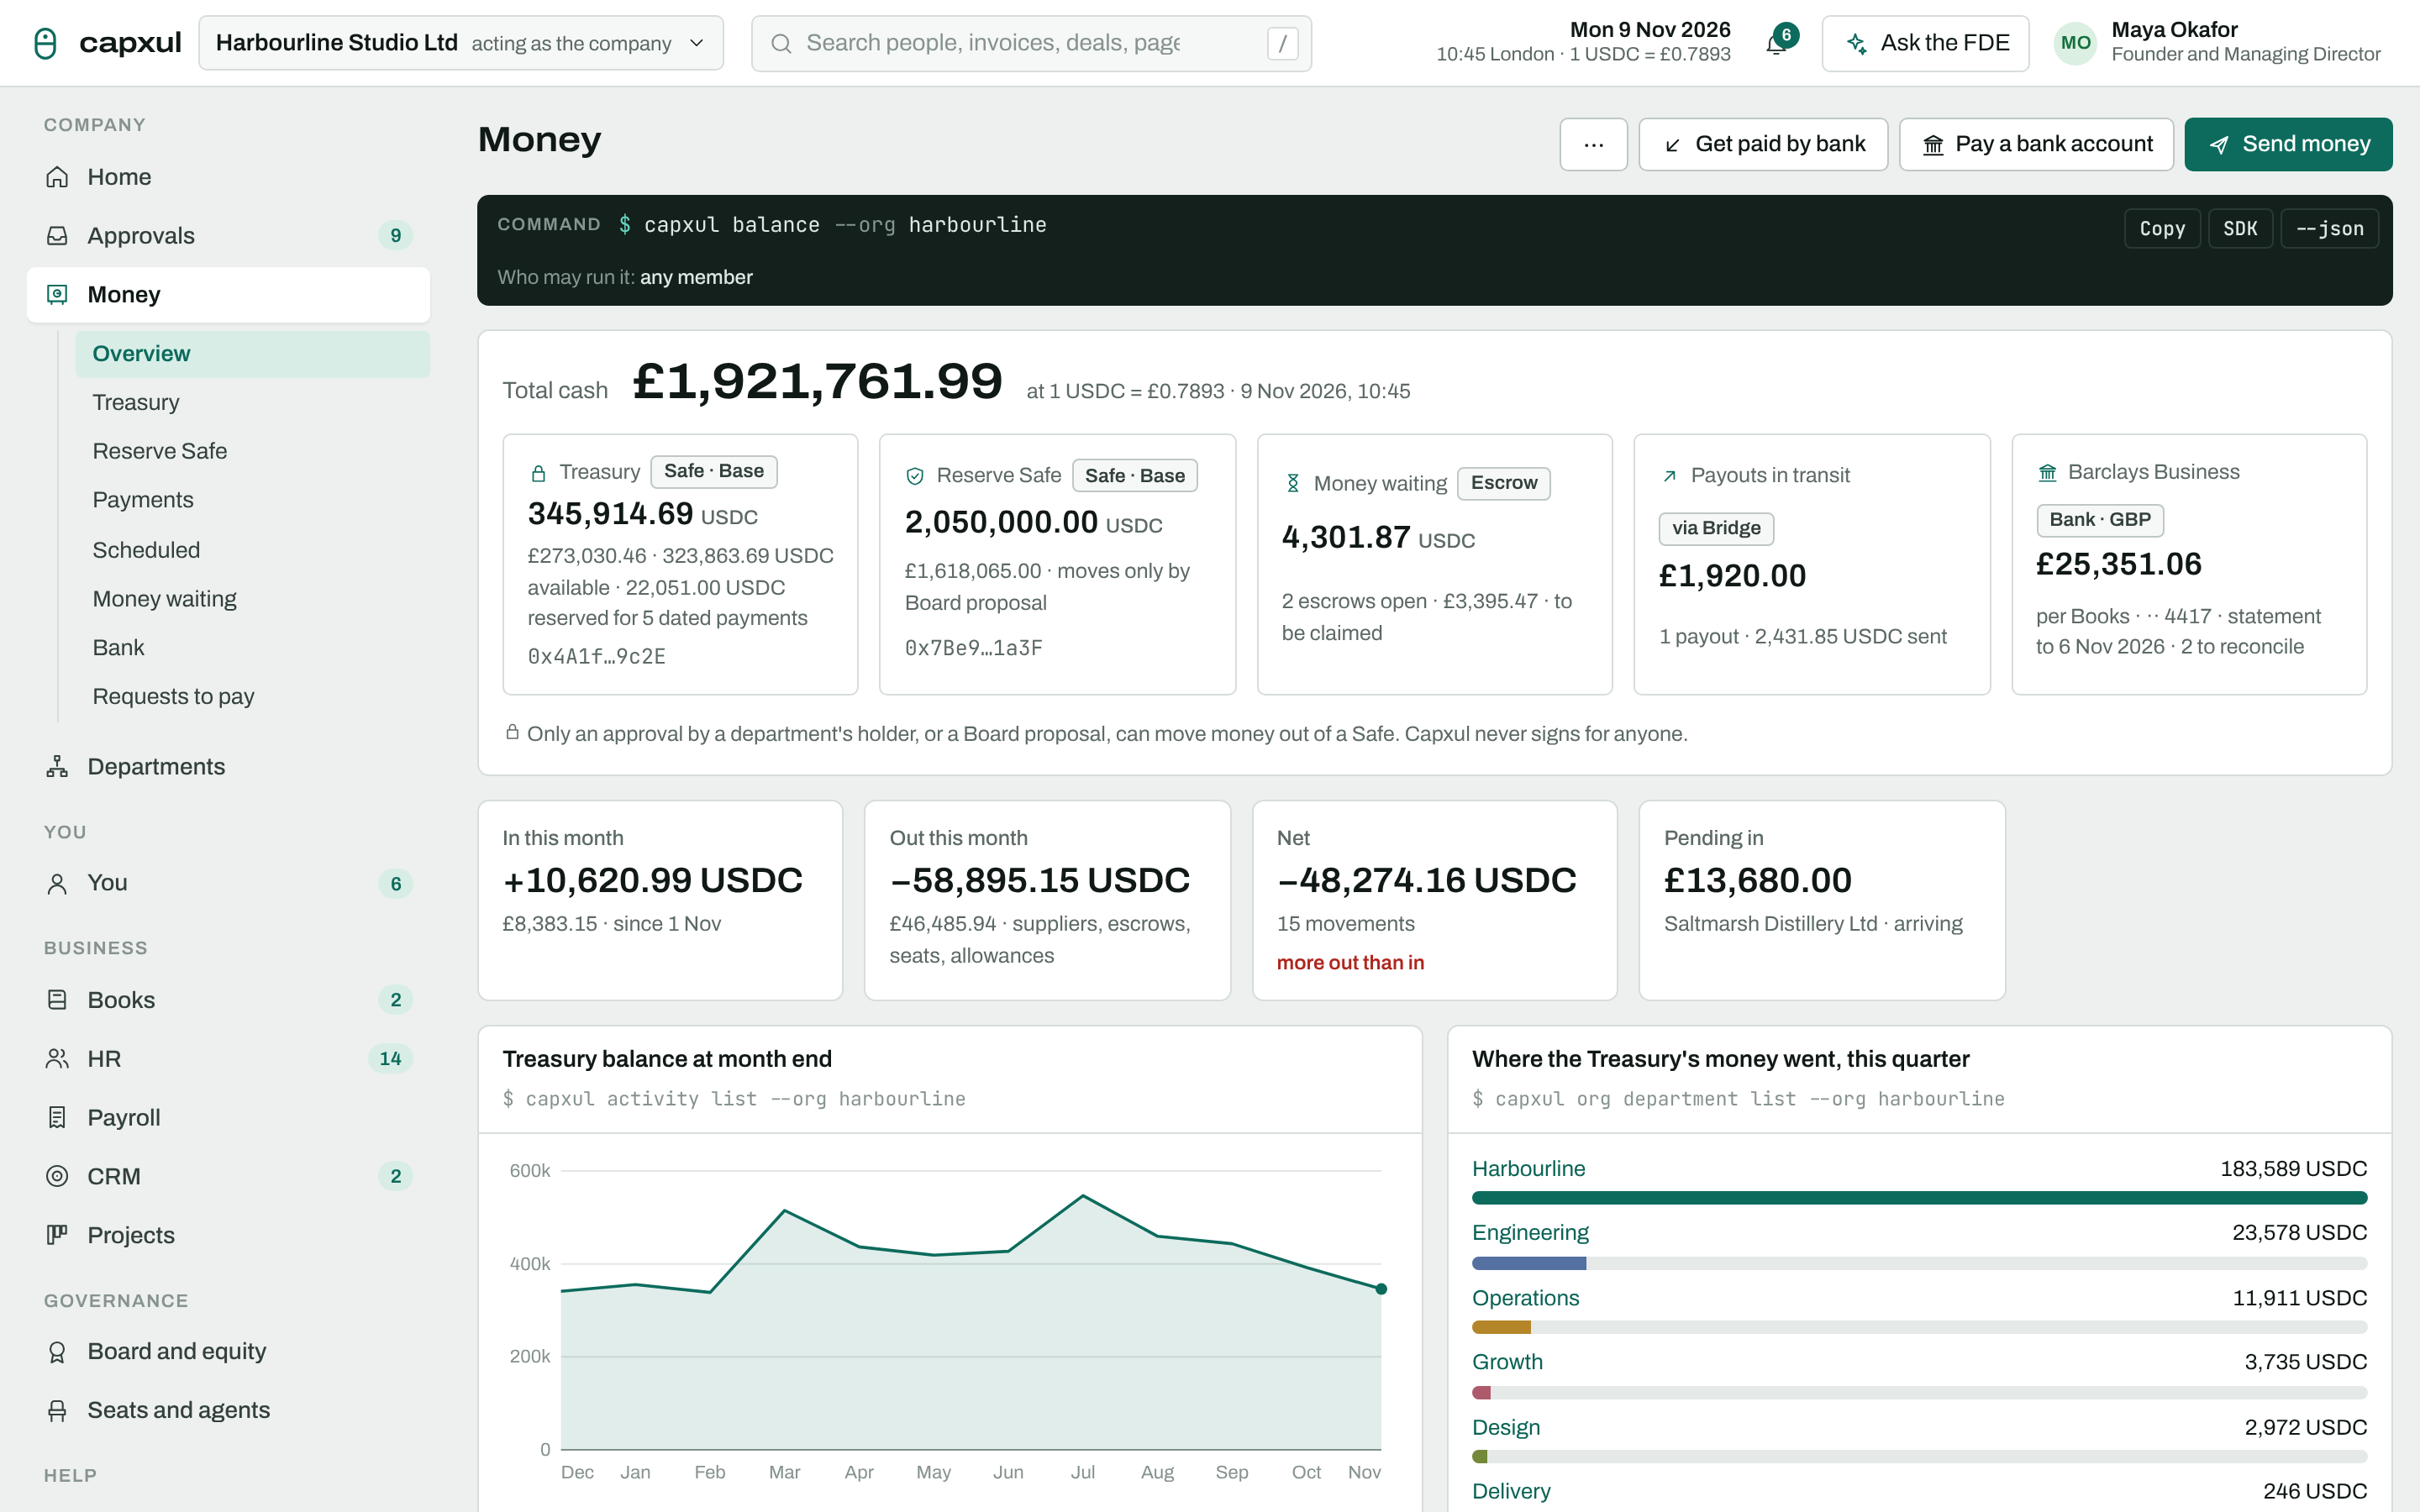 capxul
Harbourline Studio Ltd acting as the company
Search people, invoices, deals, page
/
Mon 9 Nov 2026
10:45 London · 1 USDC = £0.7893
6
Ask the FDE
MO
Maya Okafor
Founder and Managing Director
COMPANY
Home
Approvals 9
Money
Overview
Treasury
Reserve Safe
Payments
Scheduled
Money waiting
Bank
Requests to pay
Departments
YOU
You 6
BUSINESS
Books 2
HR 14
Payroll
CRM 2
Projects
GOVERNANCE
Board and equity
Seats and agents
HELP
Money
...
Get paid by bank
Pay a bank account
Send money
COMMAND $ capxul balance --org harbourline
Copy
SDK
--json
Who may run it: any member
Total cash £1,921,761.99 at 1 USDC = £0.7893 · 9 Nov 2026, 10:45
Treasury Safe · Base
345,914.69 USDC
£273,030.46 · 323,863.69 USDC
available · 22,051.00 USDC
reserved for 5 dated payments
0x4A1f…9c2E
Reserve Safe Safe · Base
2,050,000.00 USDC
£1,618,065.00 · moves only by
Board proposal
0x7Be9…1a3F
Money waiting Escrow
4,301.87 USDC
2 escrows open · £3,395.47 · to
be claimed
Payouts in transit
via Bridge
£1,920.00
1 payout · 2,431.85 USDC sent
Barclays Business
Bank · GBP
£25,351.06
per Books · ·· 4417 · statement
to 6 Nov 2026 · 2 to reconcile
Only an approval by a department's holder, or a Board proposal, can move money out of a Safe. Capxul never signs for anyone.
In this month
+10,620.99 USDC
£8,383.15 · since 1 Nov
Out this month
−58,895.15 USDC
£46,485.94 · suppliers, escrows,
seats, allowances
Net
−48,274.16 USDC
15 movements
more out than in
Pending in
£13,680.00
Saltmarsh Distillery Ltd · arriving
Treasury balance at month end
$ capxul activity list --org harbourline
600k
400k
200k
0
Dec Jan Feb Mar Apr May Jun Jul Aug Sep Oct Nov
Where the Treasury's money went, this quarter
$ capxul org department list --org harbourline
Harbourline 183,589 USDC
Engineering 23,578 USDC
Operations 11,911 USDC
Growth 3,735 USDC
Design 2,972 USDC
Delivery 246 USDC